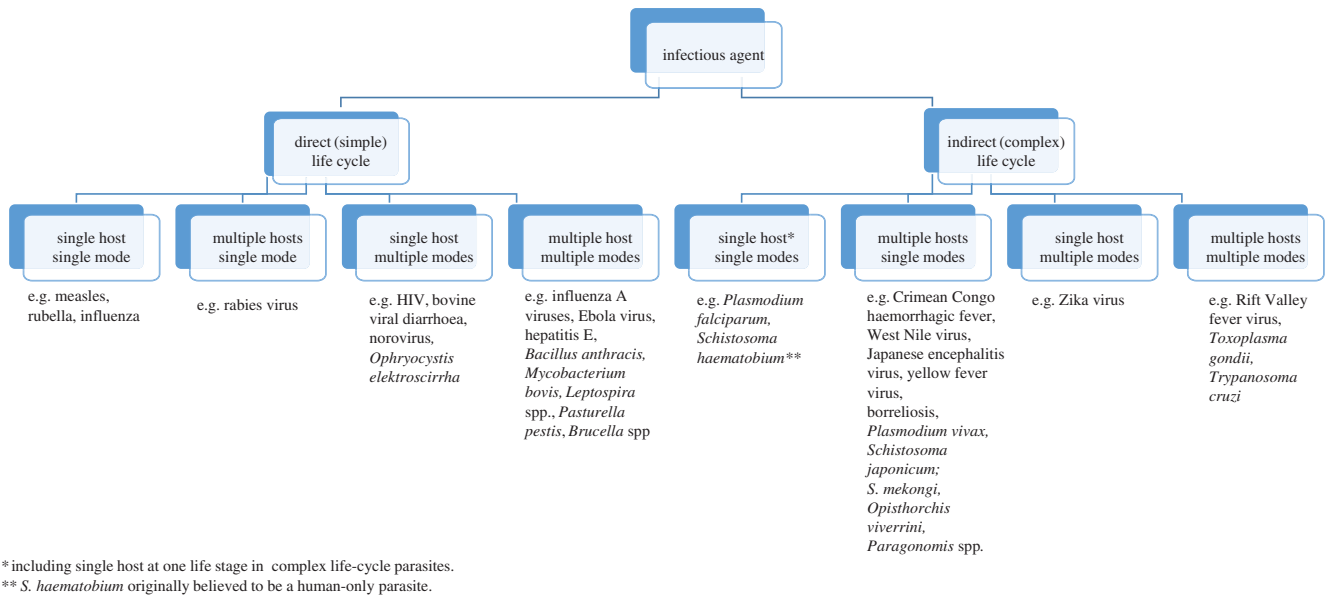 infectious agent
direct (simple)
life cycle
indirect (complex)
life cycle
single host
single mode
multiple hosts
single mode
single host
multiple modes
multiple host
multiple modes
single host*
single modes
multiple hosts
single modes
single host
multiple modes
multiple hosts
multiple modes
e.g. measles,
rubella, influenza
e.g. rabies virus
e.g. HIV, bovine
viral diarrhoea,
norovirus,
Ophryocystis
elektroscirrha
e.g. influenza A
viruses, Ebola virus,
hepatitis E,
Bacillus anthracis,
Mycobacterium
bovis, Leptospira
spp., Pasturella
pestis, Brucella spp
e.g. Plasmodium
falciparum,
Schistosoma
haematobium**
e.g. Crimean Congo
haemorrhagic fever,
West Nile virus,
Japanese encephalitis
virus, yellow fever
virus,
borreliosis,
Plasmodium vivax,
Schistosoma
japonicum;
S. mekongi,
Opisthorchis
viverrini,
Paragonomis spp.
e.g. Zika virus
e.g. Rift Valley
fever virus,
Toxoplasma
gondii,
Trypanosoma
cruzi
* including single host at one life stage in complex life-cycle parasites.
** S. haematobium originally believed to be a human-only parasite.